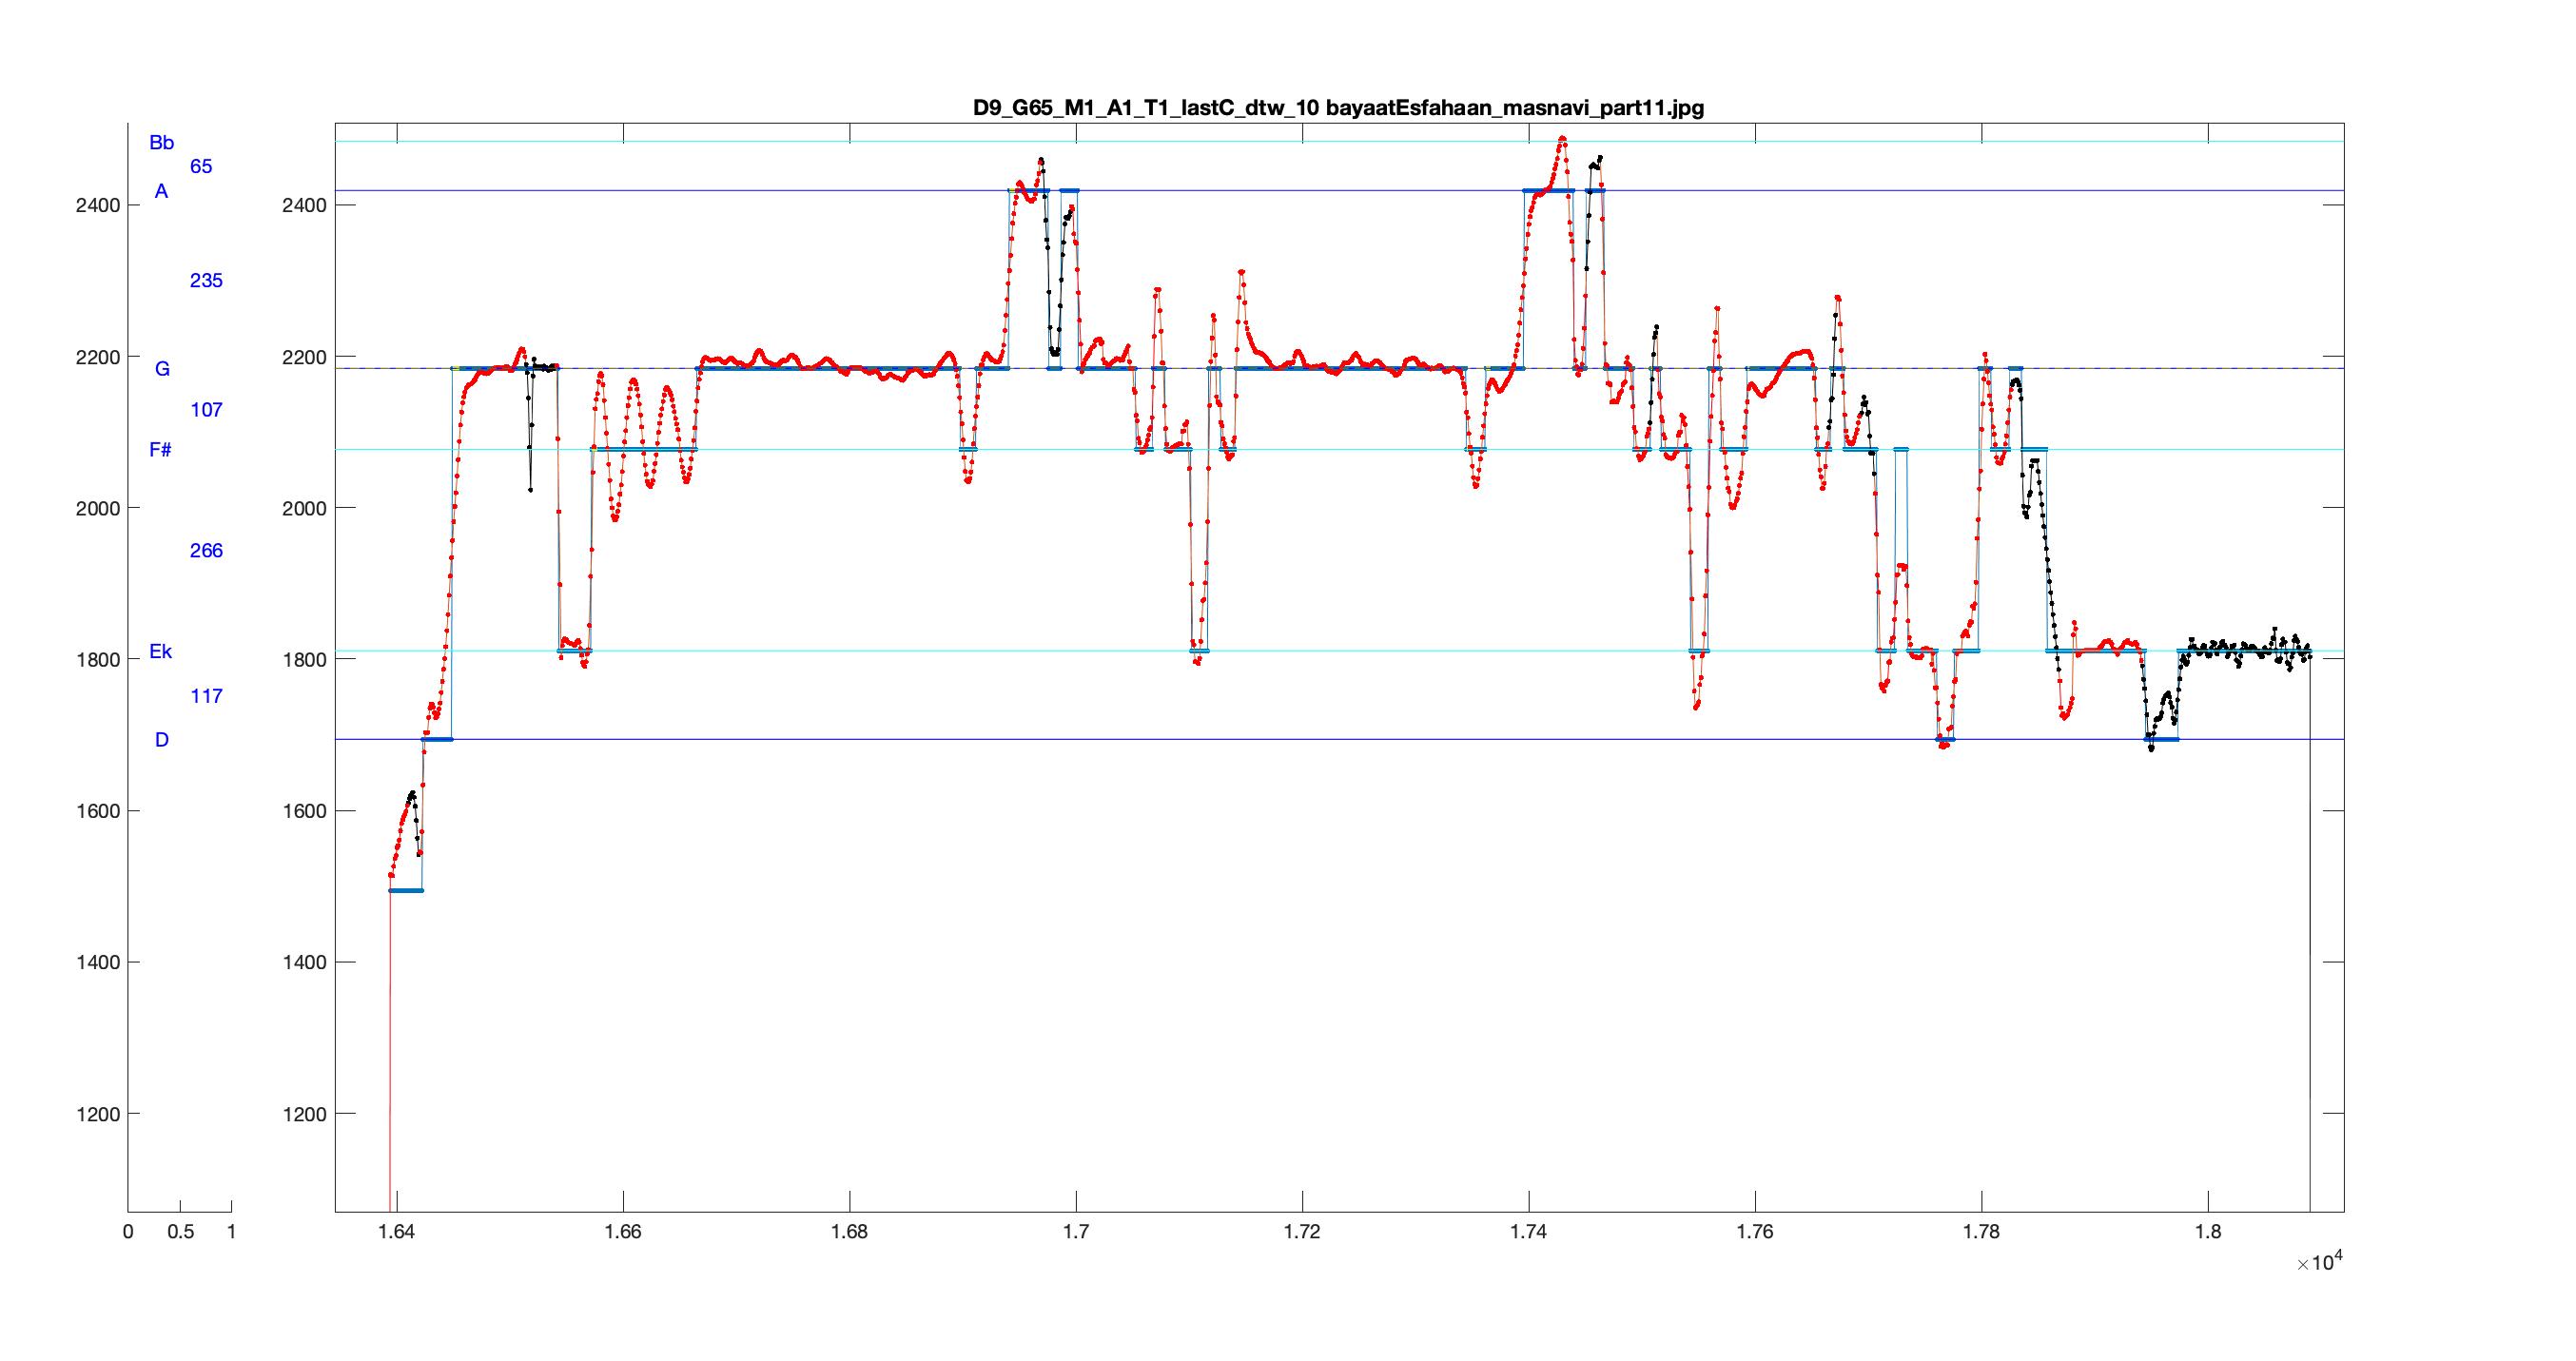 D9_G65_M1_A1_T1_lastC_dtw_10 bayaatEsfahaan_masnavi_part11.jpg
Bb
65
A
2400 2400
235
2200 2200
G
107
F#
2000 2000
266
Ek
1800 1800
117
D
1600 1600
1400 1400
1200 1200
0 0.5 1 1.64 1.66 1.68 1.7 1.72 1.74 1.76 1.78 1.8
×10^4